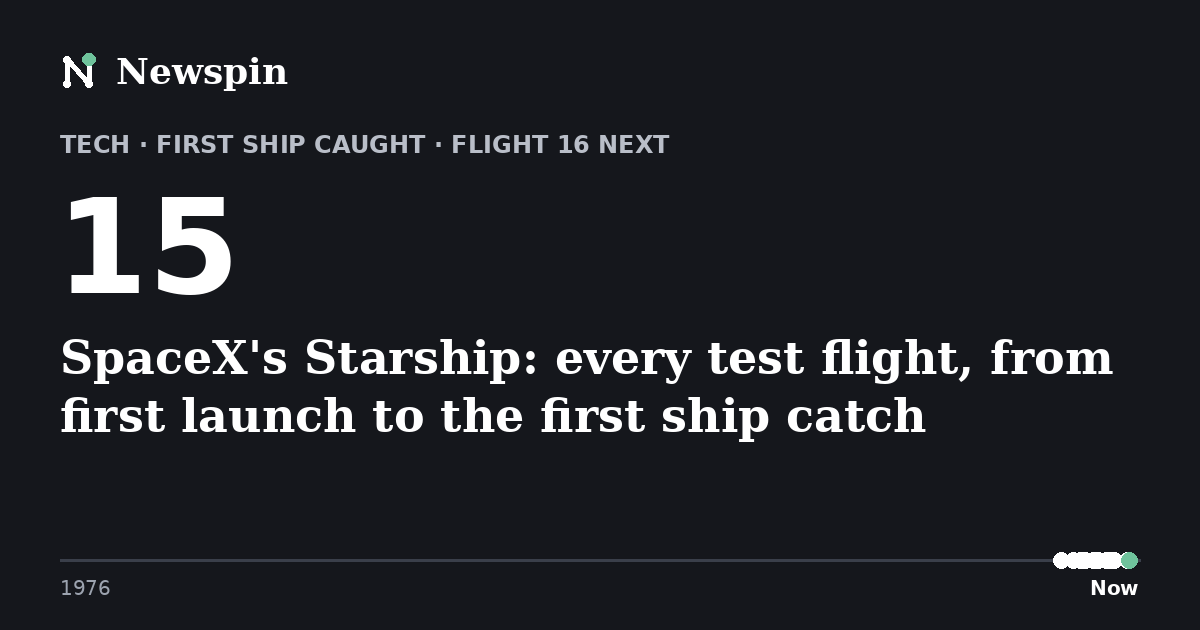 Newspin
TECH · FIRST SHIP CAUGHT · FLIGHT 16 NEXT
15
SpaceX's Starship: every test flight, from
first launch to the first ship catch
1976
Now